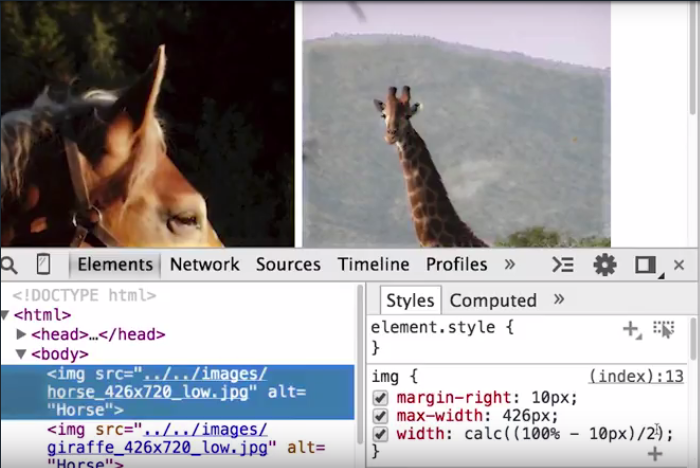 Elements Network Sources Timeline Profiles »
<!DOCTYPE html>
<html>
<head>…</head>
<body>
<img src="../../images/
horse_426x720_low.jpg" alt=
"Horse">
<img src="../../images/
giraffe_426x720_low.jpg" alt=
"Horse">
Styles Computed »
element.style {
}
img { (index):13
margin-right: 10px;
max-width: 426px;
width: calc((100% - 10px)/2);
}